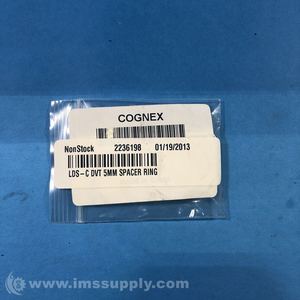 COGNEX
NonStock 2236198 01/19/2013
LDS-C DVT 5MM SPACER RING
© www.imssupply.com